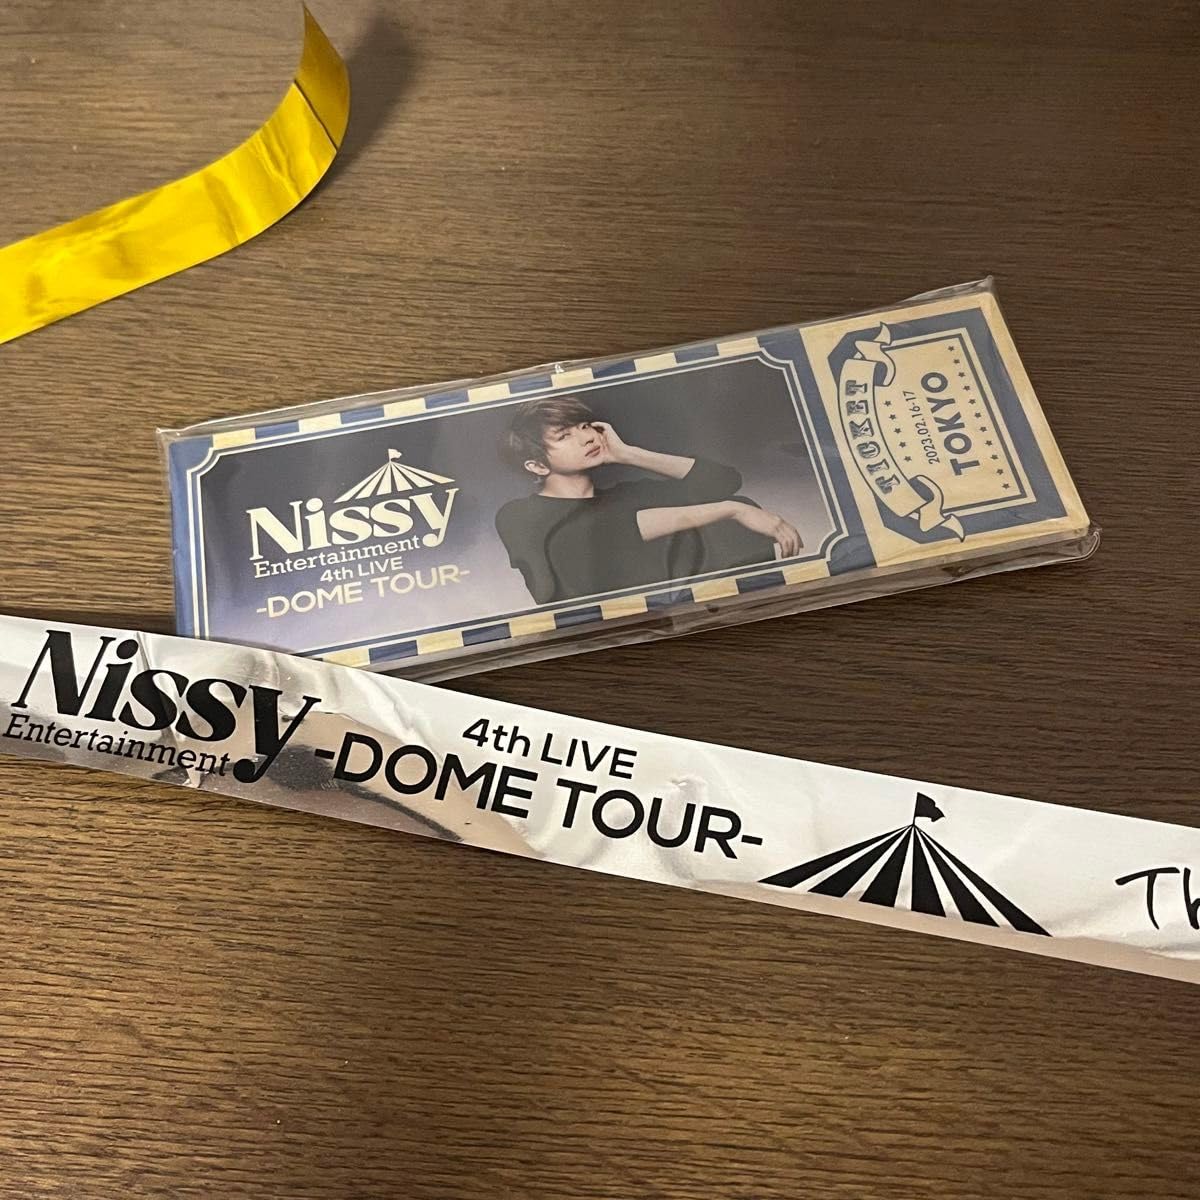 Nissy
Entertainment
4th LIVE
-DOME TOUR-
TICKET
2023.02.16-17
TOKYO
Nissy
Entertainment
4th LIVE
-DOME TOUR-
Th